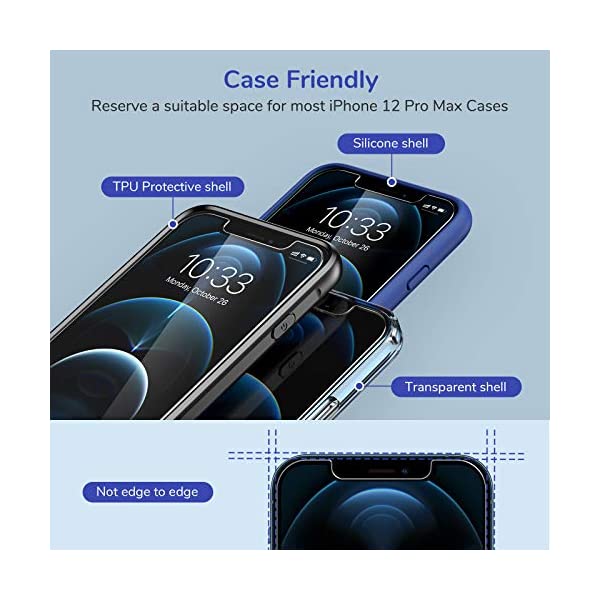 Case Friendly
Reserve a suitable space for most iPhone 12 Pro Max Cases
Silicone shell
TPU Protective shell
10:33
Monday, October 26
10:33
Monday, October 26
Transparent shell
Not edge to edge